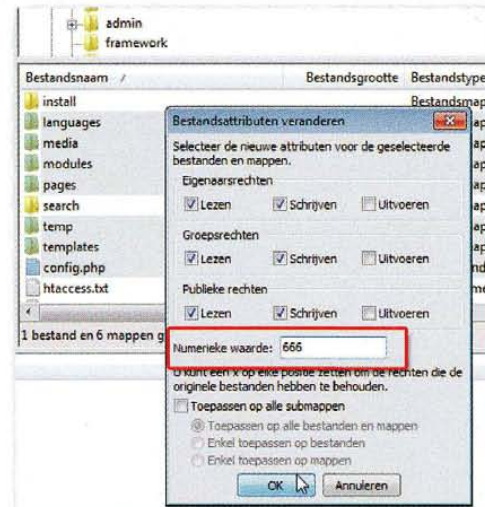 admin
framework
Bestandsnaam / Bestandsgrootte Bestandstype
install Bestandsmap
languages
media
modules
pages
search
temp
templates
config.php
htaccess.txt
1 bestand en 6 mappen g
Bestandsattributen veranderen
Selecteer de nieuwe attributen voor de geselecteerde
bestanden en mappen.
Eigenaarsrechten
Lezen Schrijven Uitvoeren
Groepsrechten
Lezen Schrijven Uitvoeren
Publieke rechten
Lezen Schrijven Uitvoeren
Numerieke waarde: 666
U kunt een x op elke positie zetten om de rechten die de
originele bestanden hebben te behouden.
Toepassen op alle submappen
Toepassen op alle bestanden en mappen
Enkel toepassen op bestanden
Enkel toepassen op mappen
OK Annuleren